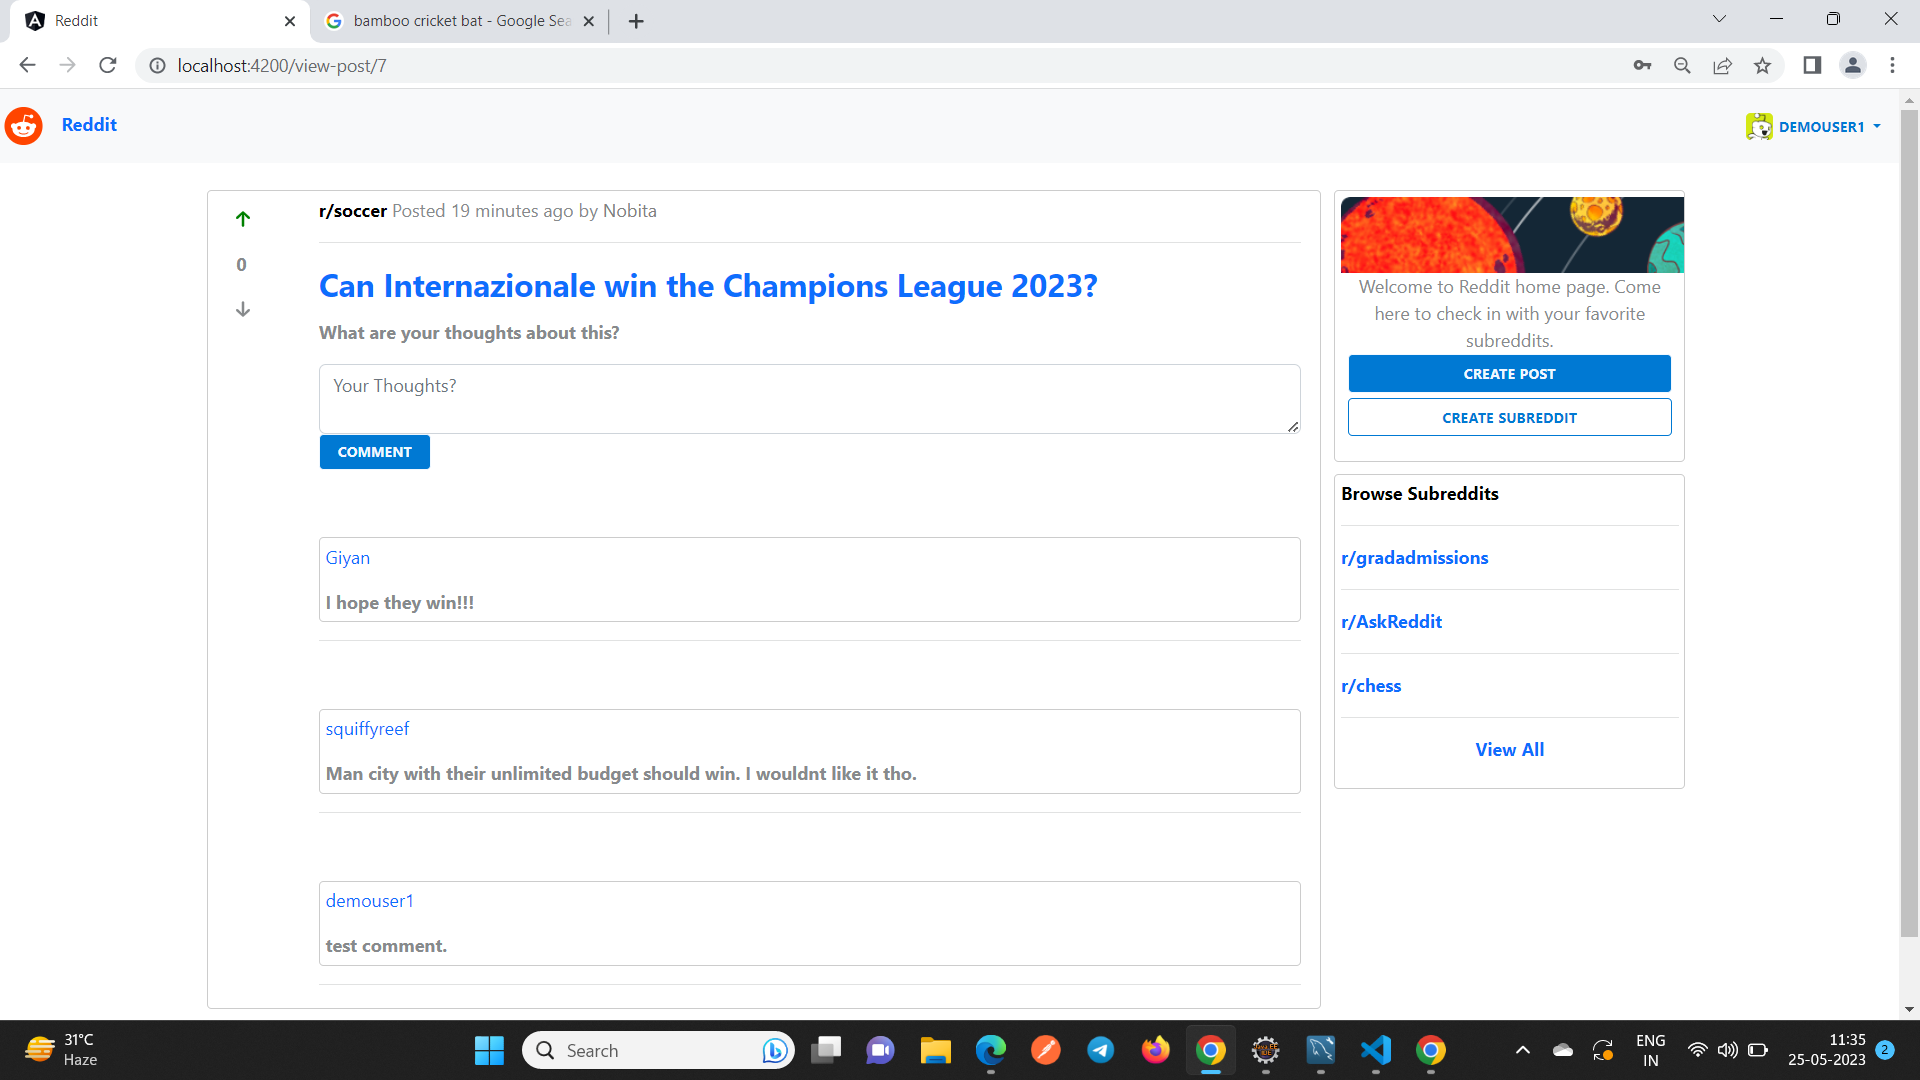 Reddit
bamboo cricket bat - Google Sea
localhost:4200/view-post/7
Reddit
DEMOUSER1
r/soccer Posted 19 minutes ago by Nobita
0
Can Internazionale win the Champions League 2023?
What are your thoughts about this?
Your Thoughts?
COMMENT
Giyan
I hope they win!!!
squiffyreef
Man city with their unlimited budget should win. I wouldnt like it tho.
demouser1
test comment.
Welcome to Reddit home page. Come
here to check in with your favorite
subreddits.
CREATE POST
CREATE SUBREDDIT
Browse Subreddits
r/gradadmissions
r/AskReddit
r/chess
View All
31°C
Haze
Search
ENG
IN
11:35
25-05-2023
2